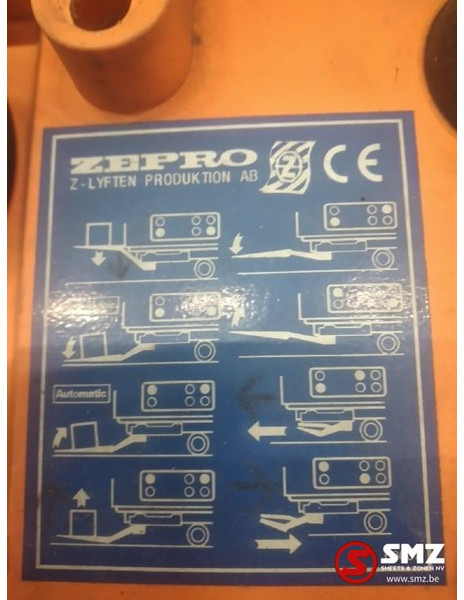 ZEPRO
Z-LYFTEN PRODUKTION AB
Z
CE
Automatic
SMZ
SHEETS & ZONEN NV
www.smz.be